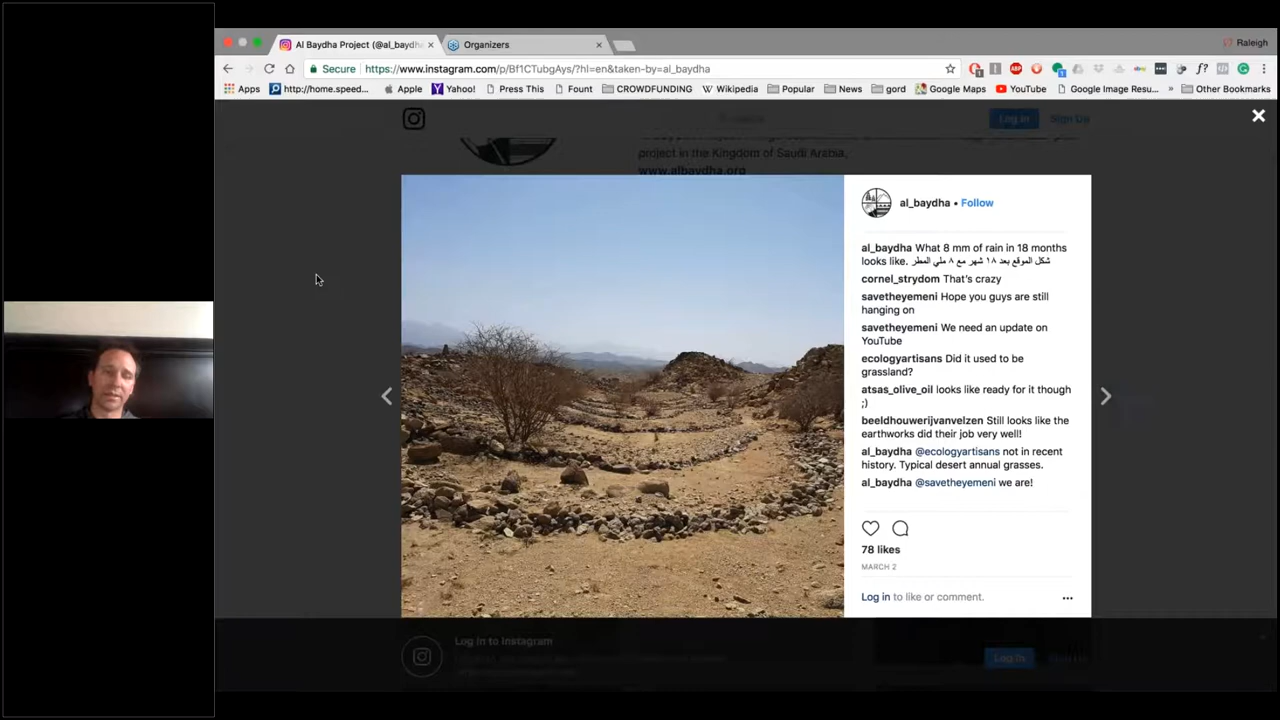 Al Baydha Project (@al_baydh
Organizers
Raleigh
Secure
https://www.instagram.com/p/Bf1CTubgAys/?hl=en&taken-by=al_baydha
Apps
http://home.speed...
Apple
Yahoo!
Press This
Fount
CROWDFUNDING
Wikipedia
Popular
News
gord
Google Maps
YouTube
Google Image Resu...
»
Other Bookmarks
Log In
Sign Up
project in the Kingdom of Saudi Arabia,
www.albaydha.org
al_baydha • Follow
al_baydha What 8 mm of rain in 18 months
looks like. شكل الموقع بعد ١٨ شهر مع ٨ ملي المطر
cornel_strydom That's crazy
savetheyemeni Hope you guys are still
hanging on
savetheyemeni We need an update on
YouTube
ecologyartisans Did it used to be
grassland?
atsas_olive_oil looks like ready for it though
;)
beeldhouwerijvanvelzen Still looks like the
earthworks did their job very well!
al_baydha @ecologyartisans not in recent
history. Typical desert annual grasses.
al_baydha @savetheyemeni we are!
78 likes
MARCH 2
Log in to like or comment.
Log in to Instagram
Log In